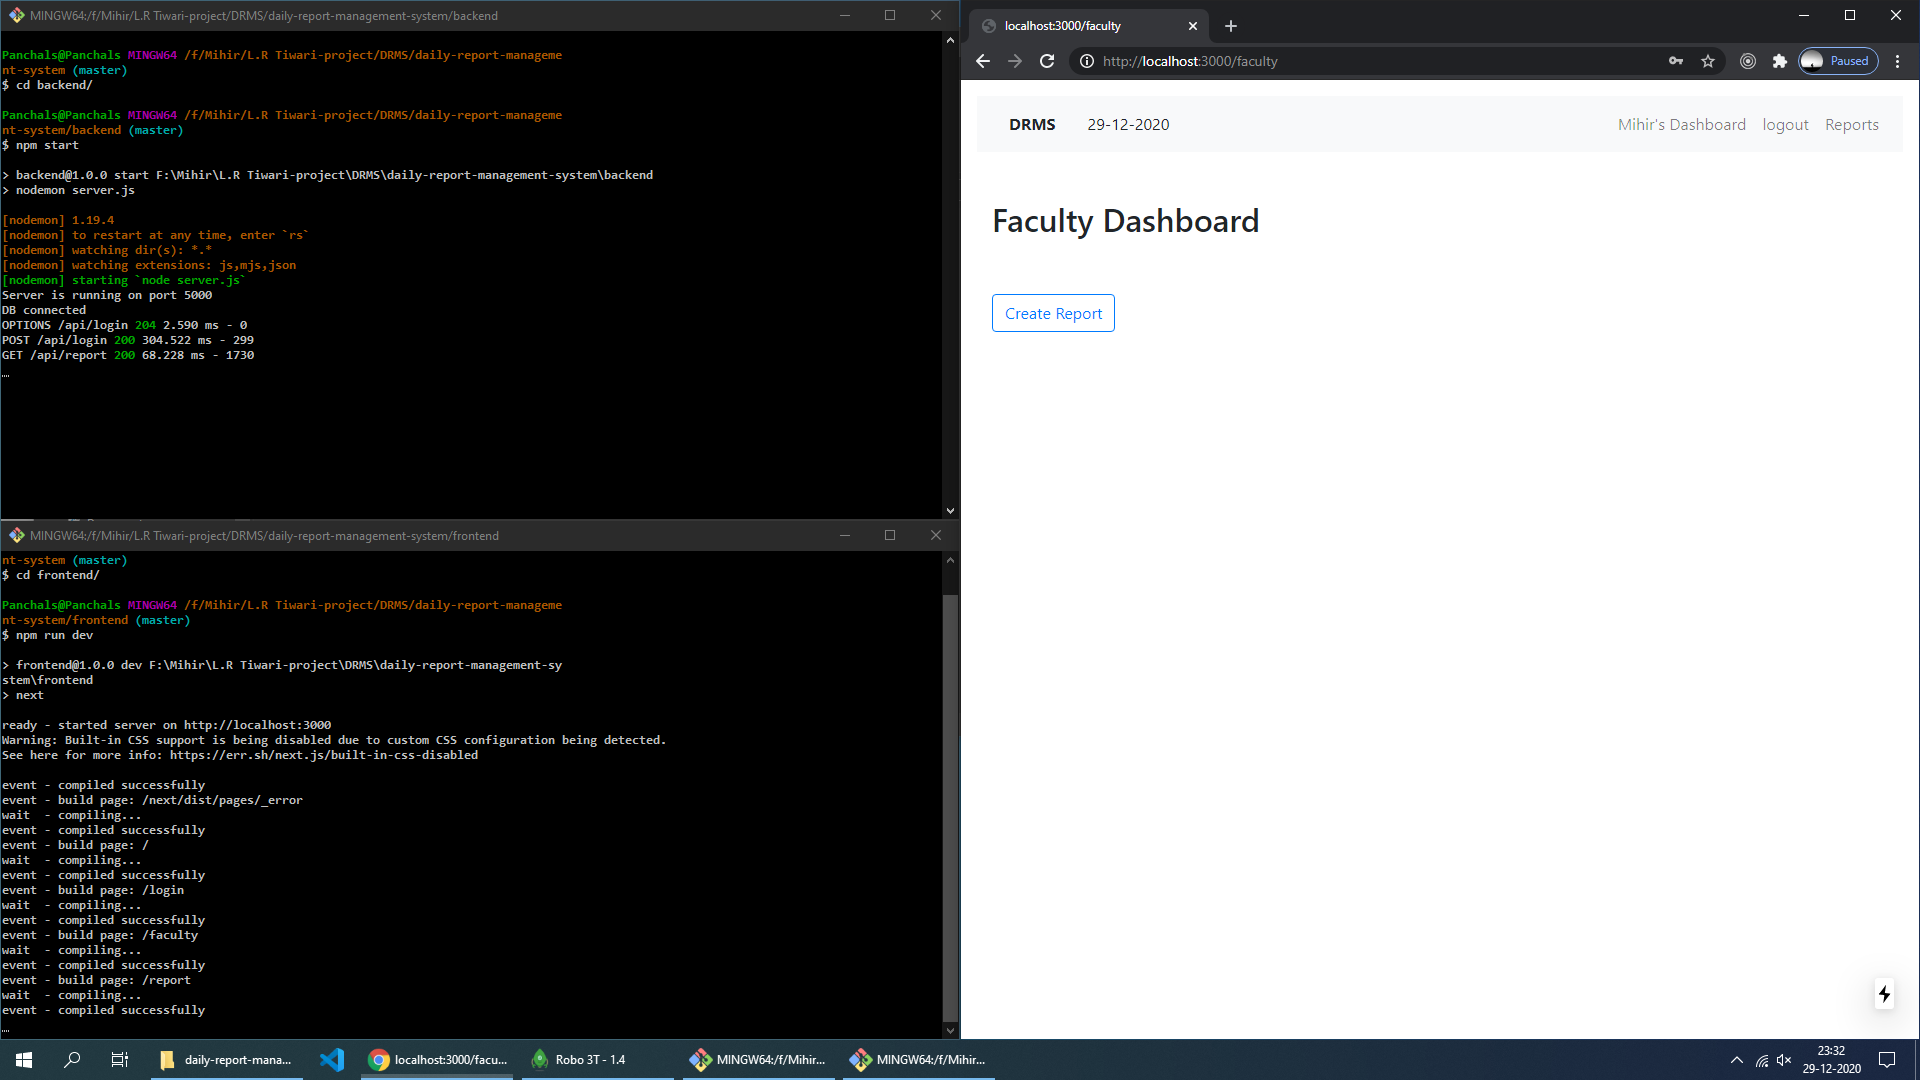 MINGW64:/f/Mihir/L.R Tiwari-project/DRMS/daily-report-management-system/backend
Panchals@Panchals MINGW64 /f/Mihir/L.R Tiwari-project/DRMS/daily-report-manageme
nt-system (master)
$ cd backend/
Panchals@Panchals MINGW64 /f/Mihir/L.R Tiwari-project/DRMS/daily-report-manageme
nt-system/backend (master)
$ npm start
> backend@1.0.0 start F:\Mihir\L.R Tiwari-project\DRMS\daily-report-management-system\backend
> nodemon server.js
[nodemon] 1.19.4
[nodemon] to restart at any time, enter `rs`
[nodemon] watching dir(s): *.*
[nodemon] watching extensions: js,mjs,json
[nodemon] starting `node server.js`
Server is running on port 5000
DB connected
OPTIONS /api/login 204 2.590 ms - 0
POST /api/login 200 304.522 ms - 299
GET /api/report 200 68.228 ms - 1730
MINGW64:/f/Mihir/L.R Tiwari-project/DRMS/daily-report-management-system/frontend
nt-system (master)
$ cd frontend/
Panchals@Panchals MINGW64 /f/Mihir/L.R Tiwari-project/DRMS/daily-report-manageme
nt-system/frontend (master)
$ npm run dev
> frontend@1.0.0 dev F:\Mihir\L.R Tiwari-project\DRMS\daily-report-management-sy
stem\frontend
> next
ready - started server on http://localhost:3000
Warning: Built-in CSS support is being disabled due to custom CSS configuration being detected.
See here for more info: https://err.sh/next.js/built-in-css-disabled
event - compiled successfully
event - build page: /next/dist/pages/_error
wait  - compiling...
event - compiled successfully
event - build page: /
wait  - compiling...
event - compiled successfully
event - build page: /login
wait  - compiling...
event - compiled successfully
event - build page: /faculty
wait  - compiling...
event - compiled successfully
event - build page: /report
wait  - compiling...
event - compiled successfully
localhost:3000/faculty
http://localhost:3000/faculty
Paused
DRMS 29-12-2020 Mihir's Dashboard logout Reports
Faculty Dashboard
Create Report
daily-report-mana... localhost:3000/facu... Robo 3T - 1.4 MINGW64:/f/Mihir... MINGW64:/f/Mihir...
23:32
29-12-2020